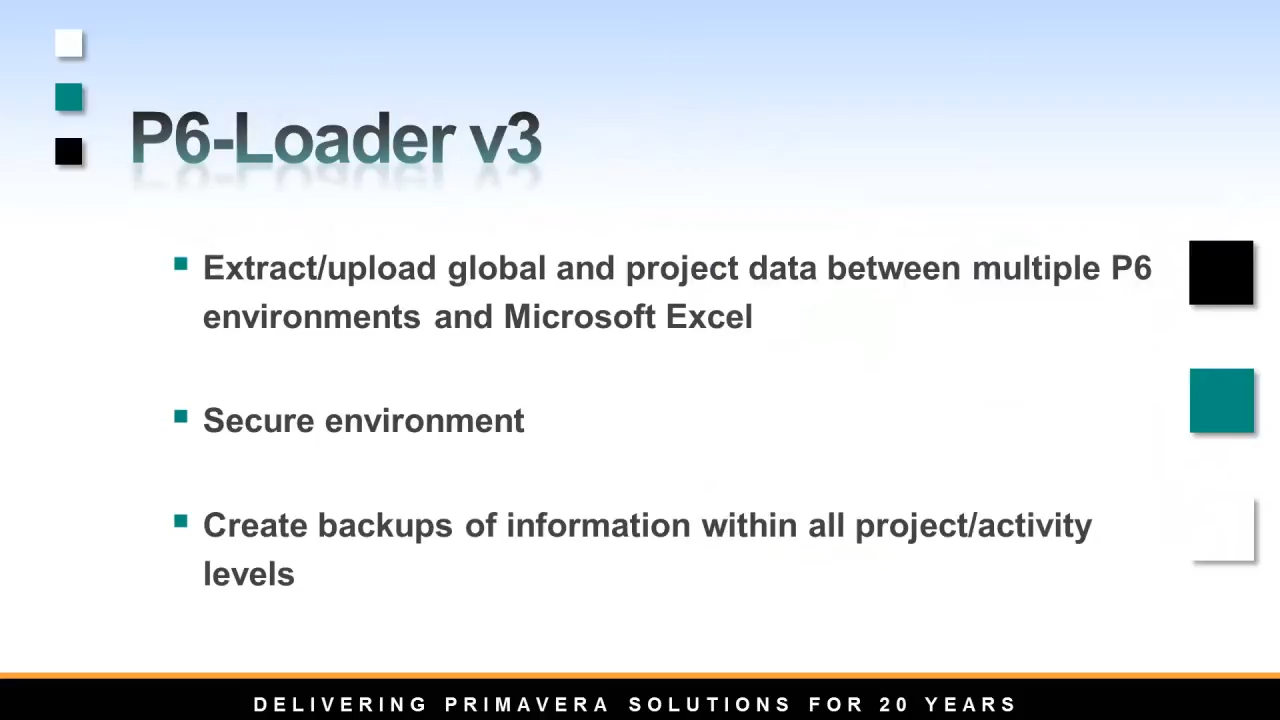 P6-Loader v3
Extract/upload global and project data between multiple P6
environments and Microsoft Excel
Secure environment
Create backups of information within all project/activity
levels
DELIVERING PRIMAVERA SOLUTIONS FOR 20 YEARS